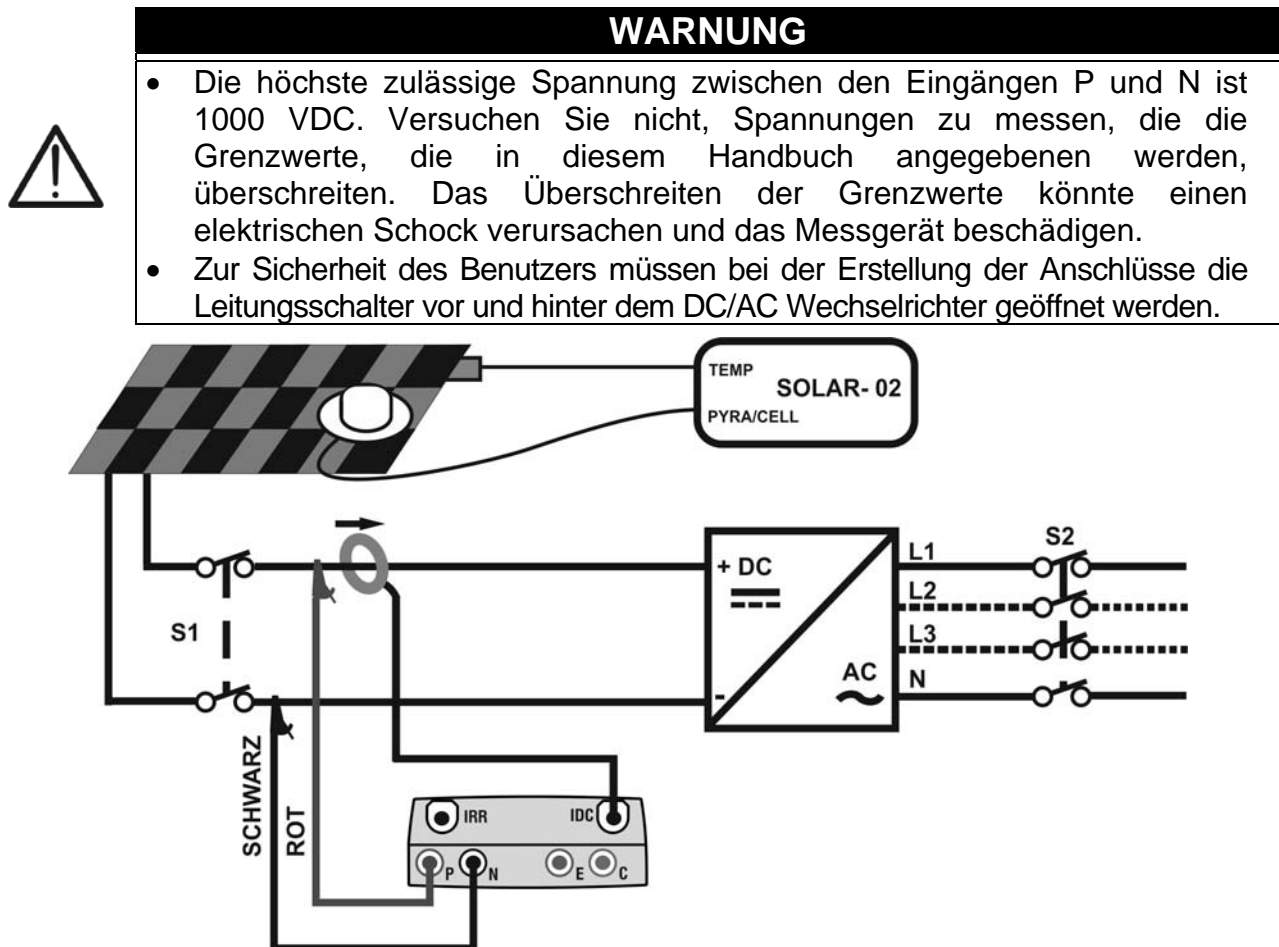 WARNUNG
• Die höchste zulässige Spannung zwischen den Eingängen P und N ist
1000 VDC. Versuchen Sie nicht, Spannungen zu messen, die die
Grenzwerte, die in diesem Handbuch angegebenen werden,
überschreiten. Das Überschreiten der Grenzwerte könnte einen
elektrischen Schock verursachen und das Messgerät beschädigen.
• Zur Sicherheit des Benutzers müssen bei der Erstellung der Anschlüsse die
Leitungsschalter vor und hinter dem DC/AC Wechselrichter geöffnet werden.
TEMP
SOLAR- 02
PYRA/CELL
S1
+ DC
-
AC
L1
L2
L3
N
S2
SCHWARZ
ROT
IRR
IDC
P
N
E
C